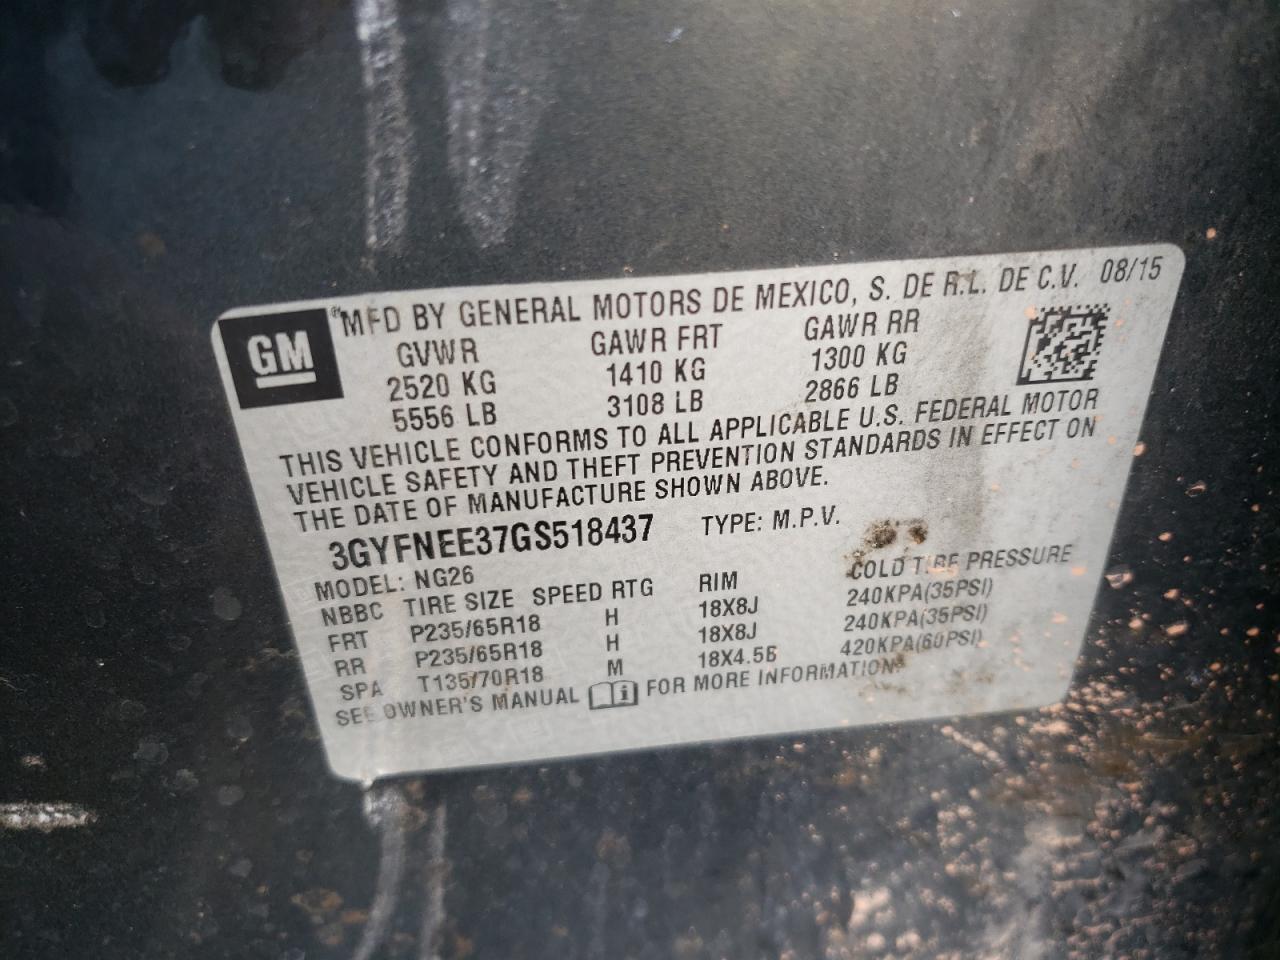 GM
MFD BY GENERAL MOTORS DE MEXICO, S. DE R.L. DE C.V. 08/15
GVWR GAWR FRT GAWR RR
2520 KG 1410 KG 1300 KG
5556 LB 3108 LB 2866 LB
THIS VEHICLE CONFORMS TO ALL APPLICABLE U.S. FEDERAL MOTOR
VEHICLE SAFETY AND THEFT PREVENTION STANDARDS IN EFFECT ON
THE DATE OF MANUFACTURE SHOWN ABOVE.
3GYFNEE37GS518437 TYPE: M.P.V.
MODEL: NG26
NBBC TIRE SIZE SPEED RTG RIM COLD TIRE PRESSURE
FRT P235/65R18 H 18X8J 240KPA(35PSI)
RR P235/65R18 H 18X8J 240KPA(35PSI)
SPA T135/70R18 M 18X4.5B 420KPA(60PSI)
SEE OWNER'S MANUAL i FOR MORE INFORMATION.